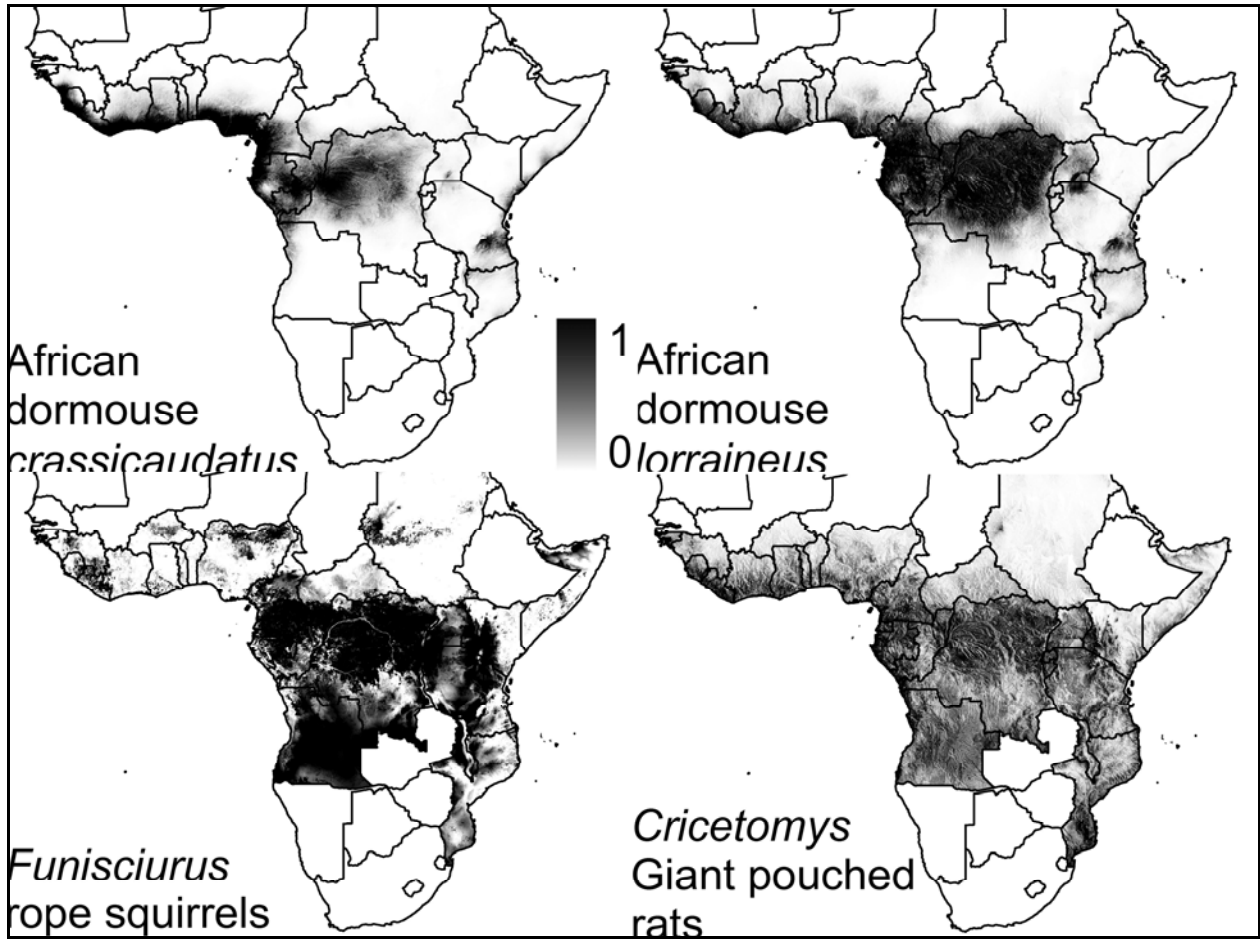 African
dormouse
crassicaudatus
1
0
African
dormouse
lorraineus
Funisciurus
rope squirrels
Cricetomys
Giant pouched
rats